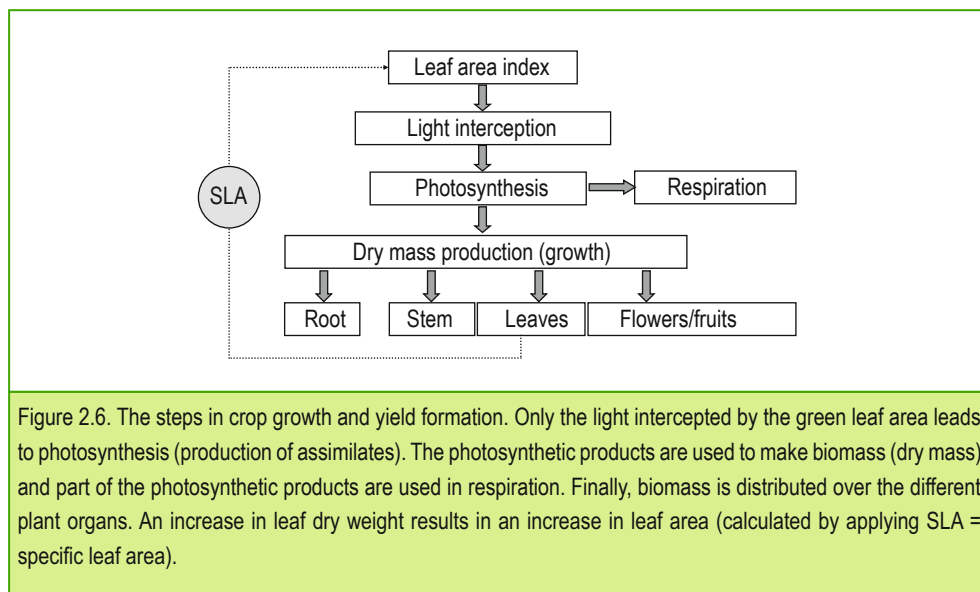 Leaf area index
Light interception
SLA
Photosynthesis
Respiration
Dry mass production (growth)
Root
Stem
Leaves
Flowers/fruits
Figure 2.6. The steps in crop growth and yield formation. Only the light intercepted by the green leaf area leads
to photosynthesis (production of assimilates). The photosynthetic products are used to make biomass (dry mass)
and part of the photosynthetic products are used in respiration. Finally, biomass is distributed over the different
plant organs. An increase in leaf dry weight results in an increase in leaf area (calculated by applying SLA =
specific leaf area).